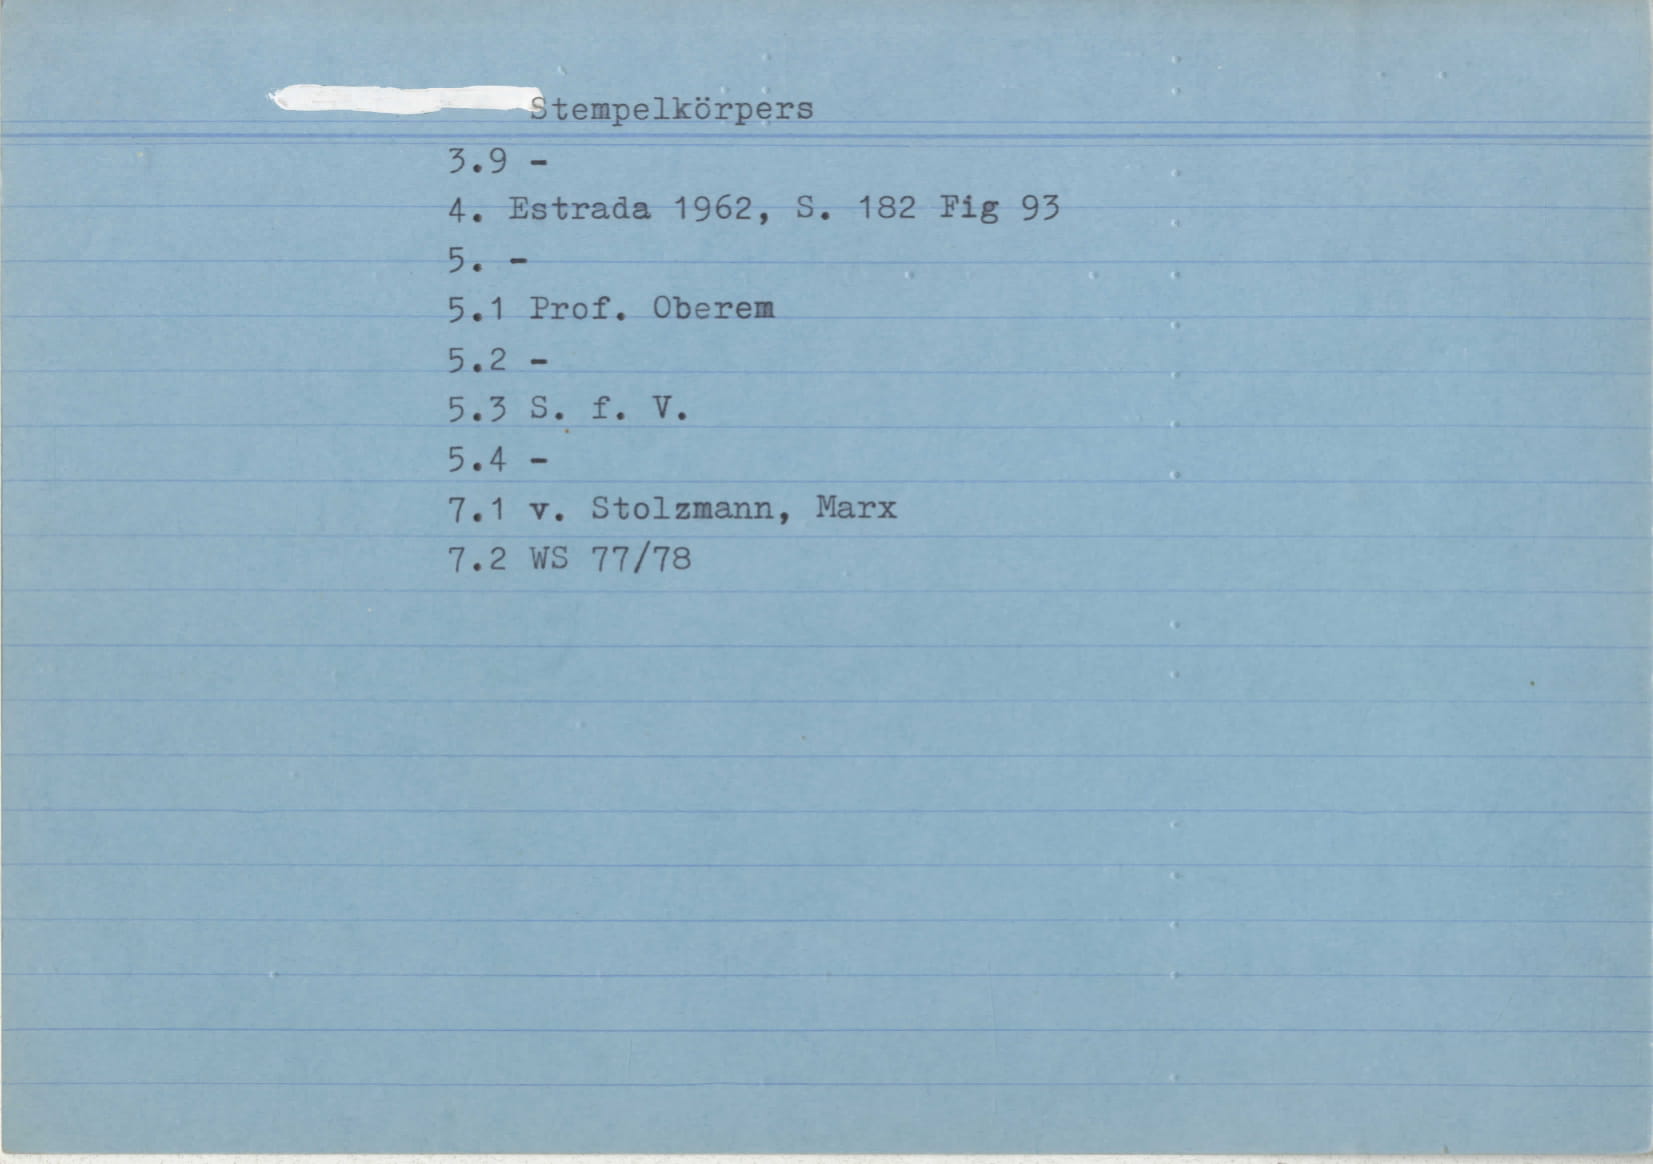 Stempelkörpers
3.9 -
4. Estrada 1962, S. 182 Fig 93
5. -
5.1 Prof. Oberem
5.2 -
5.3 S. f. V.
5.4 -
7.1 v. Stolzmann, Marx
7.2 WS 77/78